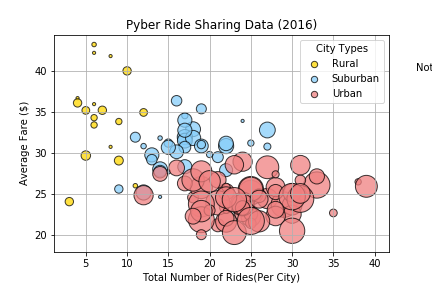 Pyber Ride Sharing Data (2016)
City Types
Rural
Suburban
Urban
Not
Average Fare ($)
40
35
30
25
20
5 10 15 20 25 30 35 40
Total Number of Rides(Per City)